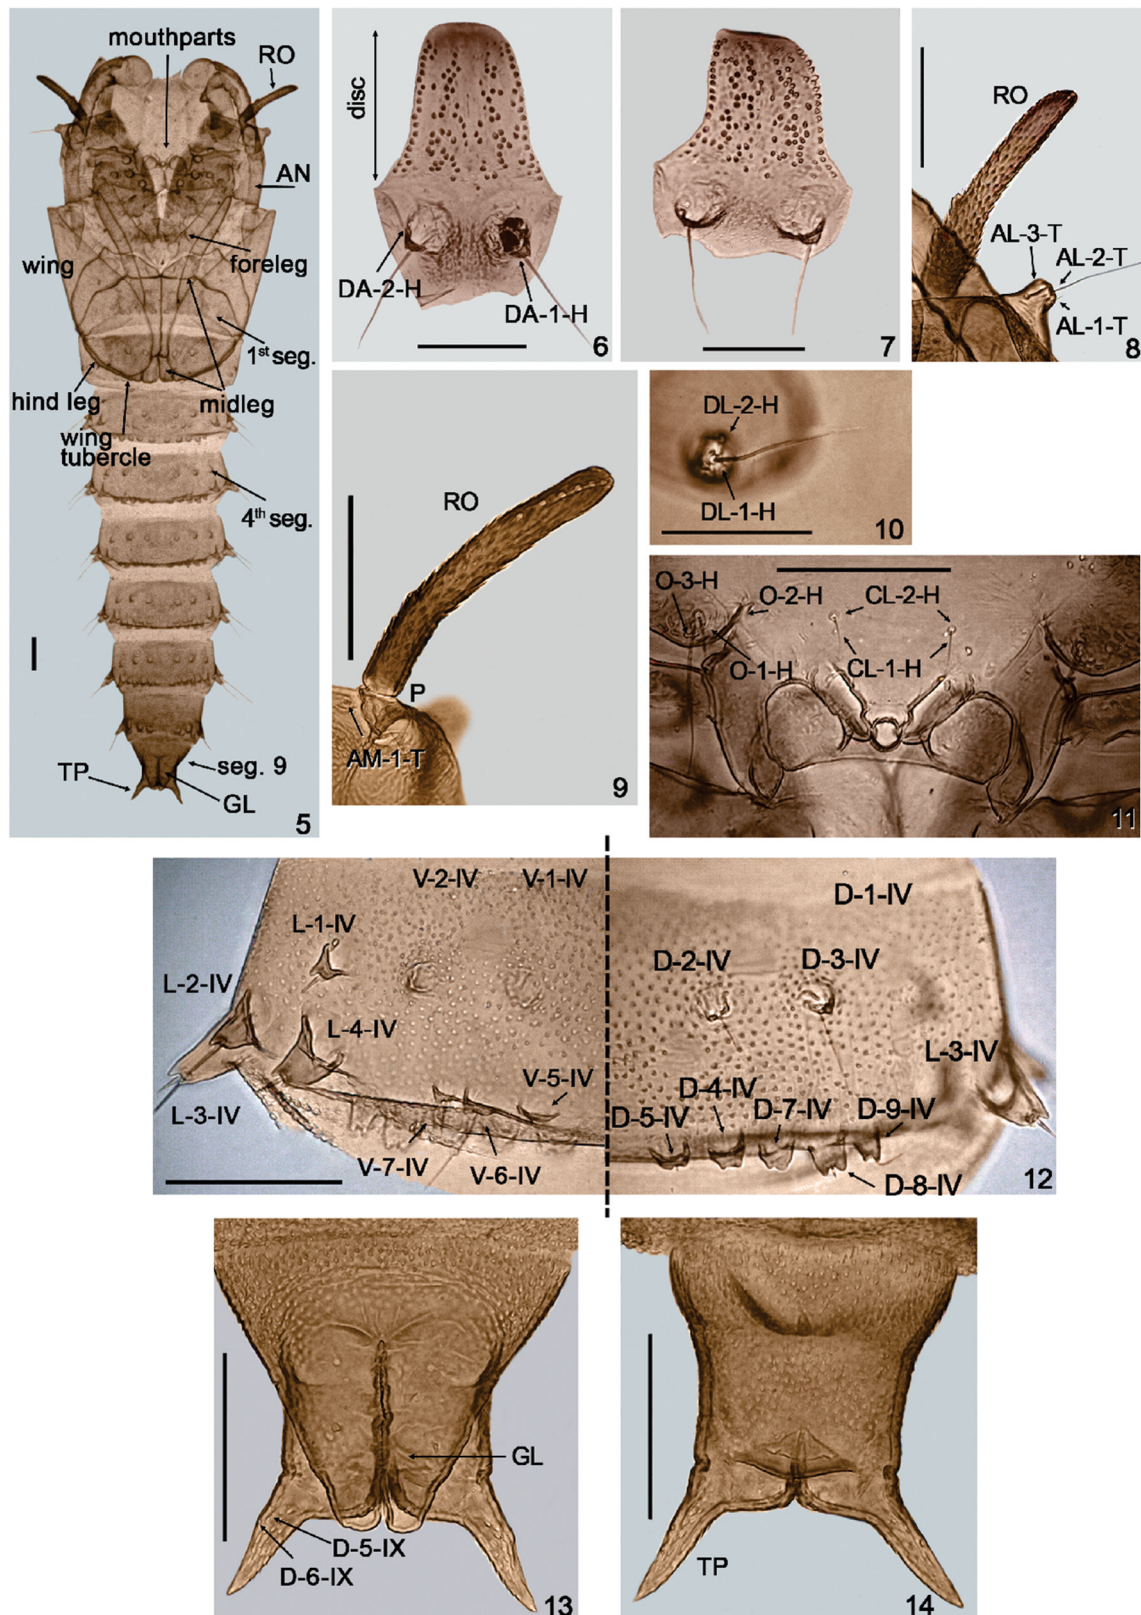 mouthparts
RO
AN
wing
foreleg
1st seg.
hind leg
midleg
wing
tubercle
4th seg.
seg. 9
TP
GL
5
disc
DA-2-H
DA-1-H
6
7
RO
AL-3-T
AL-2-T
AL-1-T
8
RO
P
AM-1-T
9
DL-2-H
DL-1-H
10
O-3-H
O-2-H
CL-2-H
O-1-H
CL-1-H
11
V-2-IV
V-1-IV
D-1-IV
L-1-IV
D-2-IV
D-3-IV
L-2-IV
L-4-IV
L-3-IV
V-5-IV
D-4-IV
L-3-IV
D-5-IV
D-7-IV
D-9-IV
V-7-IV
V-6-IV
D-8-IV
12
GL
D-5-IX
D-6-IX
13
TP
14